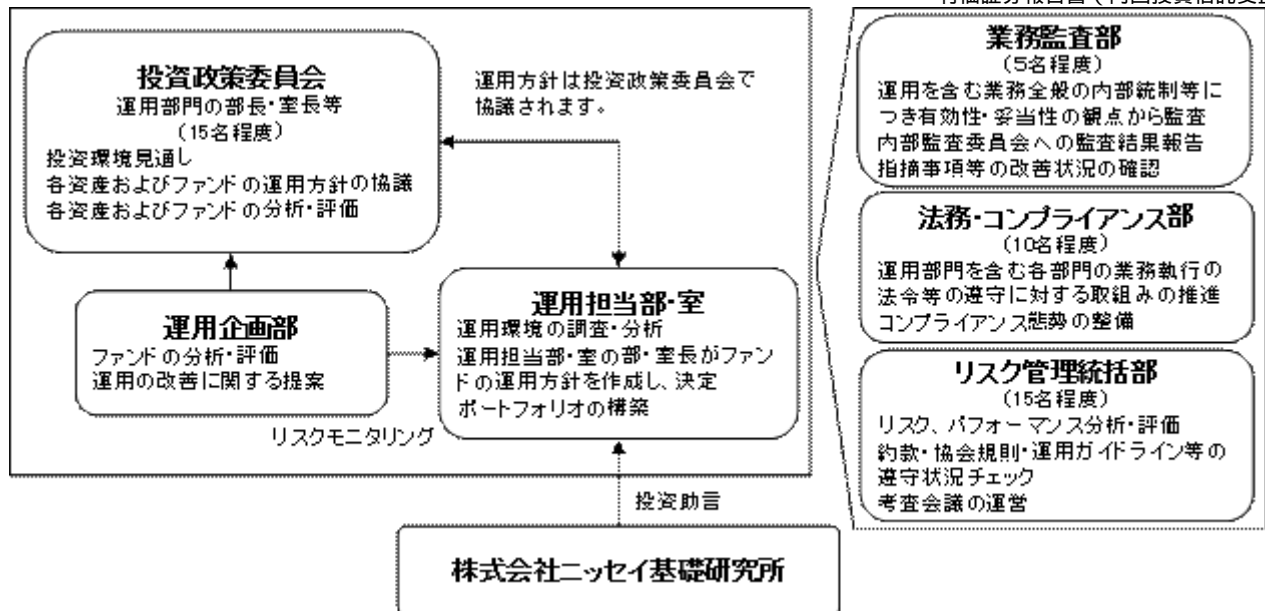 投資政策委員会
運用部門の部長・室長等
(15名程度)
投資環境見通し
各資産およびファンドの運用方針の協議
各資産およびファンドの分析・評価
運用方針は投資政策委員会で
協議されます。
運用企画部
ファンドの分析・評価
運用の改善に関する提案
リスクモニタリング
運用担当部・室
運用環境の調査・分析
運用担当部・室の部・室長がファン
ドの運用方針を作成し、決定
ポートフォリオの構築
投資助言
株式会社ニッセイ基礎研究所
業務監査部
(5名程度)
運用を含む業務全般の内部統制等に
つき有効性・妥当性の観点から監査
内部監査委員会への監査結果報告
指摘事項等の改善状況の確認
法務・コンプライアンス部
(10名程度)
運用部門を含む各部門の業務執行の
法令等の遵守に対する取組みの推進
コンプライアンス態勢の整備
リスク管理統括部
(15名程度)
リスク、パフォーマンス分析・評価
約款・協会規則・運用ガイドライン等の
遵守状況チェック
考査会議の運営